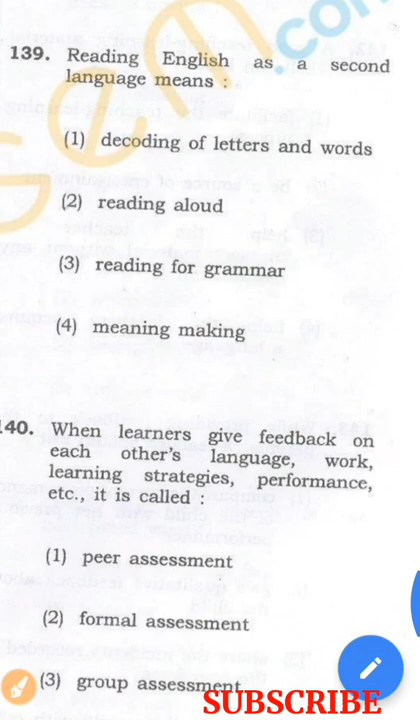 139. Reading English as a second
language means :
(1) decoding of letters and words
(2) reading aloud
(3) reading for grammar
(4) meaning making
140. When learners give feedback on
each other's language, work,
learning strategies, performance,
etc., it is called :
(1) peer assessment
(2) formal assessment
(3) group assessment
SUBSCRIBE